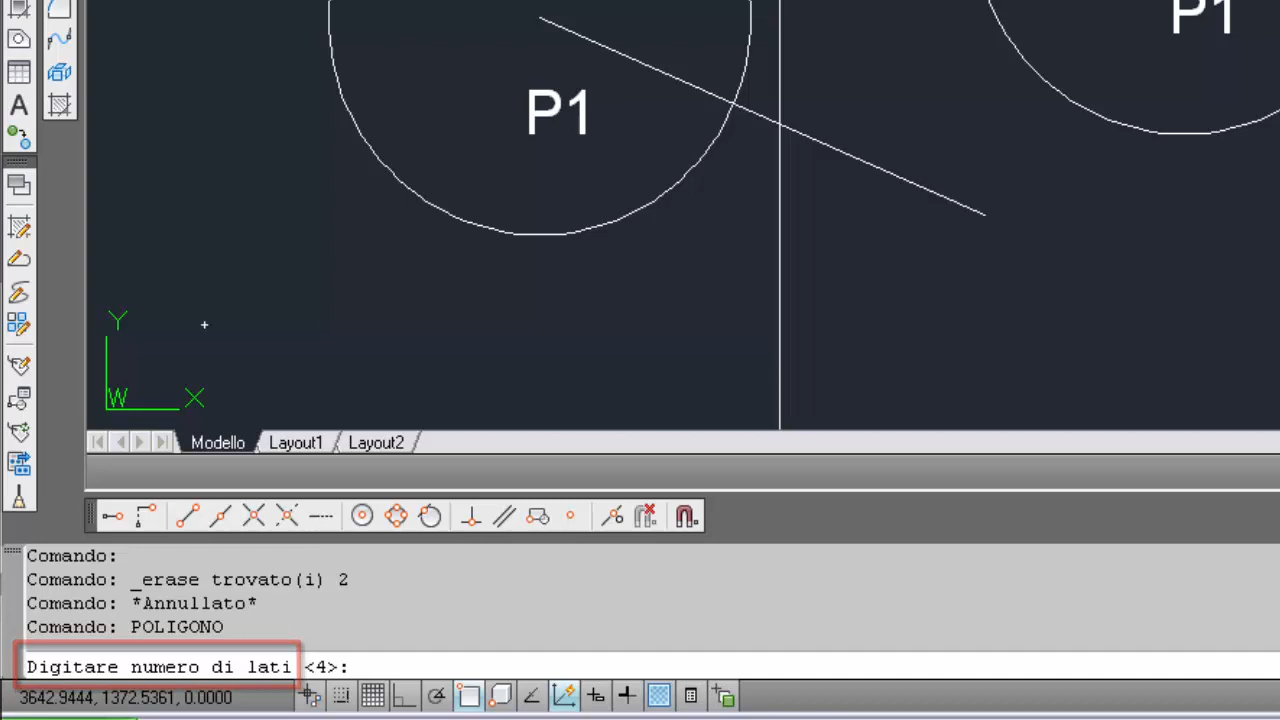 P1
P1
Y
W X
Modello Layout1 Layout2
Comando:
Comando: _erase trovato(i) 2
Comando: *Annullato*
Comando: POLIGONO
Digitare numero di lati <4>:
3642.9444, 1372.5361, 0.0000